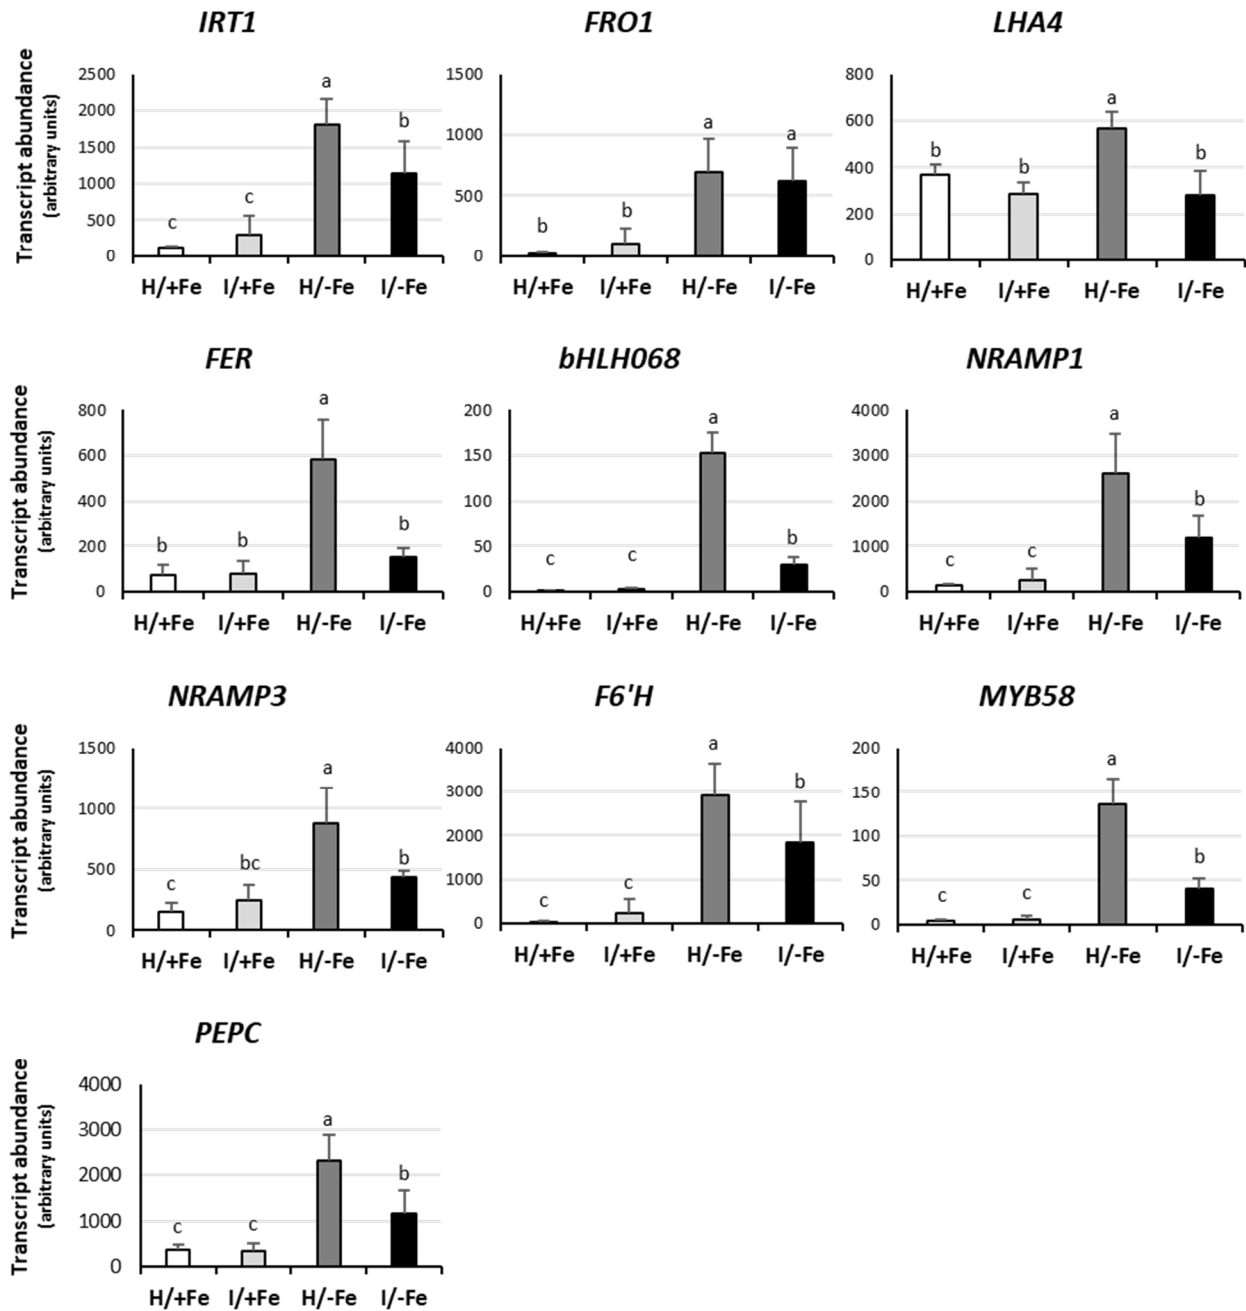 IRT1
FRO1
LHA4
Transcript abundance
(arbitrary units)
2500
2000
1500
1000
500
0
c
c
a
b
H/+Fe I/+Fe H/-Fe I/-Fe
1500
1000
500
0
b
b
a
a
H/+Fe I/+Fe H/-Fe I/-Fe
800
600
400
200
0
b
b
a
b
H/+Fe I/+Fe H/-Fe I/-Fe
FER
bHLH068
NRAMP1
Transcript abundance
(arbitrary units)
800
600
400
200
0
b
b
a
b
H/+Fe I/+Fe H/-Fe I/-Fe
200
150
100
50
0
c
c
a
b
H/+Fe I/+Fe H/-Fe I/-Fe
4000
3000
2000
1000
0
c
c
a
b
H/+Fe I/+Fe H/-Fe I/-Fe
NRAMP3
F6'H
MYB58
Transcript abundance
(arbitrary units)
1500
1000
500
0
c
bc
a
b
H/+Fe I/+Fe H/-Fe I/-Fe
4000
3000
2000
1000
0
c
c
a
b
H/+Fe I/+Fe H/-Fe I/-Fe
200
150
100
50
0
c
c
a
b
H/+Fe I/+Fe H/-Fe I/-Fe
PEPC
Transcript abundance
(arbitrary units)
4000
3000
2000
1000
0
c
c
a
b
H/+Fe I/+Fe H/-Fe I/-Fe